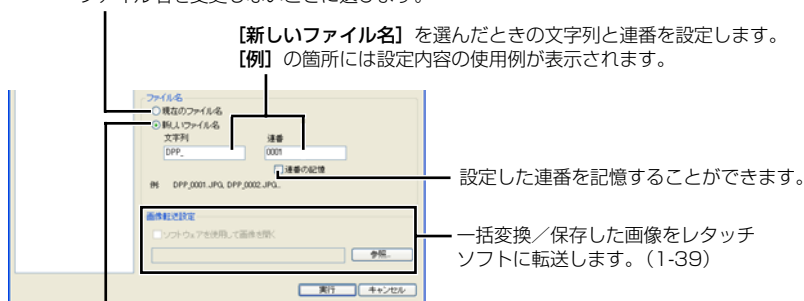 ファイル名を変更しないときに選びます。
［新しいファイル名］を選んだときの文字列と連番を設定します。
［例］の箇所には設定内容の使用例が表示されます。
ファイル名
現在のファイル名
新しいファイル名
文字列 連番
DPP_ 0001
連番の記憶
例 DPP_0001.JPG, DPP_0002.JPG...
設定した連番を記憶することができます。
画像転送設定
ソフトウェアを使用して画像を開く
参照...
一括変換／保存した画像をレタッチ
ソフトに転送します。（1-39）
実行 キャンセル